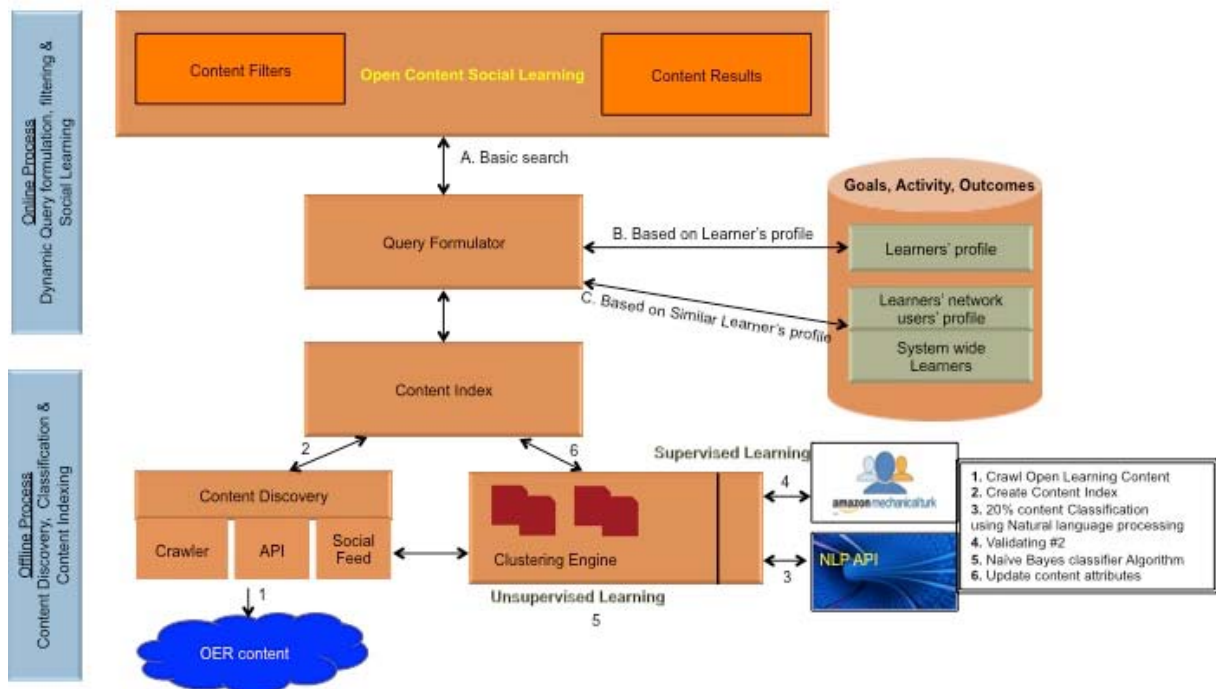 Online Process
Dynamic Query formulation, filtering &
Social Learning
Content Filters
Open Content Social Learning
Content Results
A. Basic search
Query Formulator
B. Based on Learner's profile
C. Based on Similar Learner's profile
Goals, Activity, Outcomes
Learners' profile
Learners' network
users' profile
System wide
Learners
Content Index
Offline Process
Content Discovery, Classification &
Content Indexing
2
6
Content Discovery
Crawler
API
Social
Feed
1
OER content
Clustering Engine
Unsupervised Learning
5
Supervised Learning
4
amazonmechanicalturk
3
NLP API
1. Crawl Open Learning Content
2. Create Content Index
3. 20% content Classification
using Natural language processing
4. Validating #2
5. Naïve Bayes classifier Algorithm
6. Update content attributes